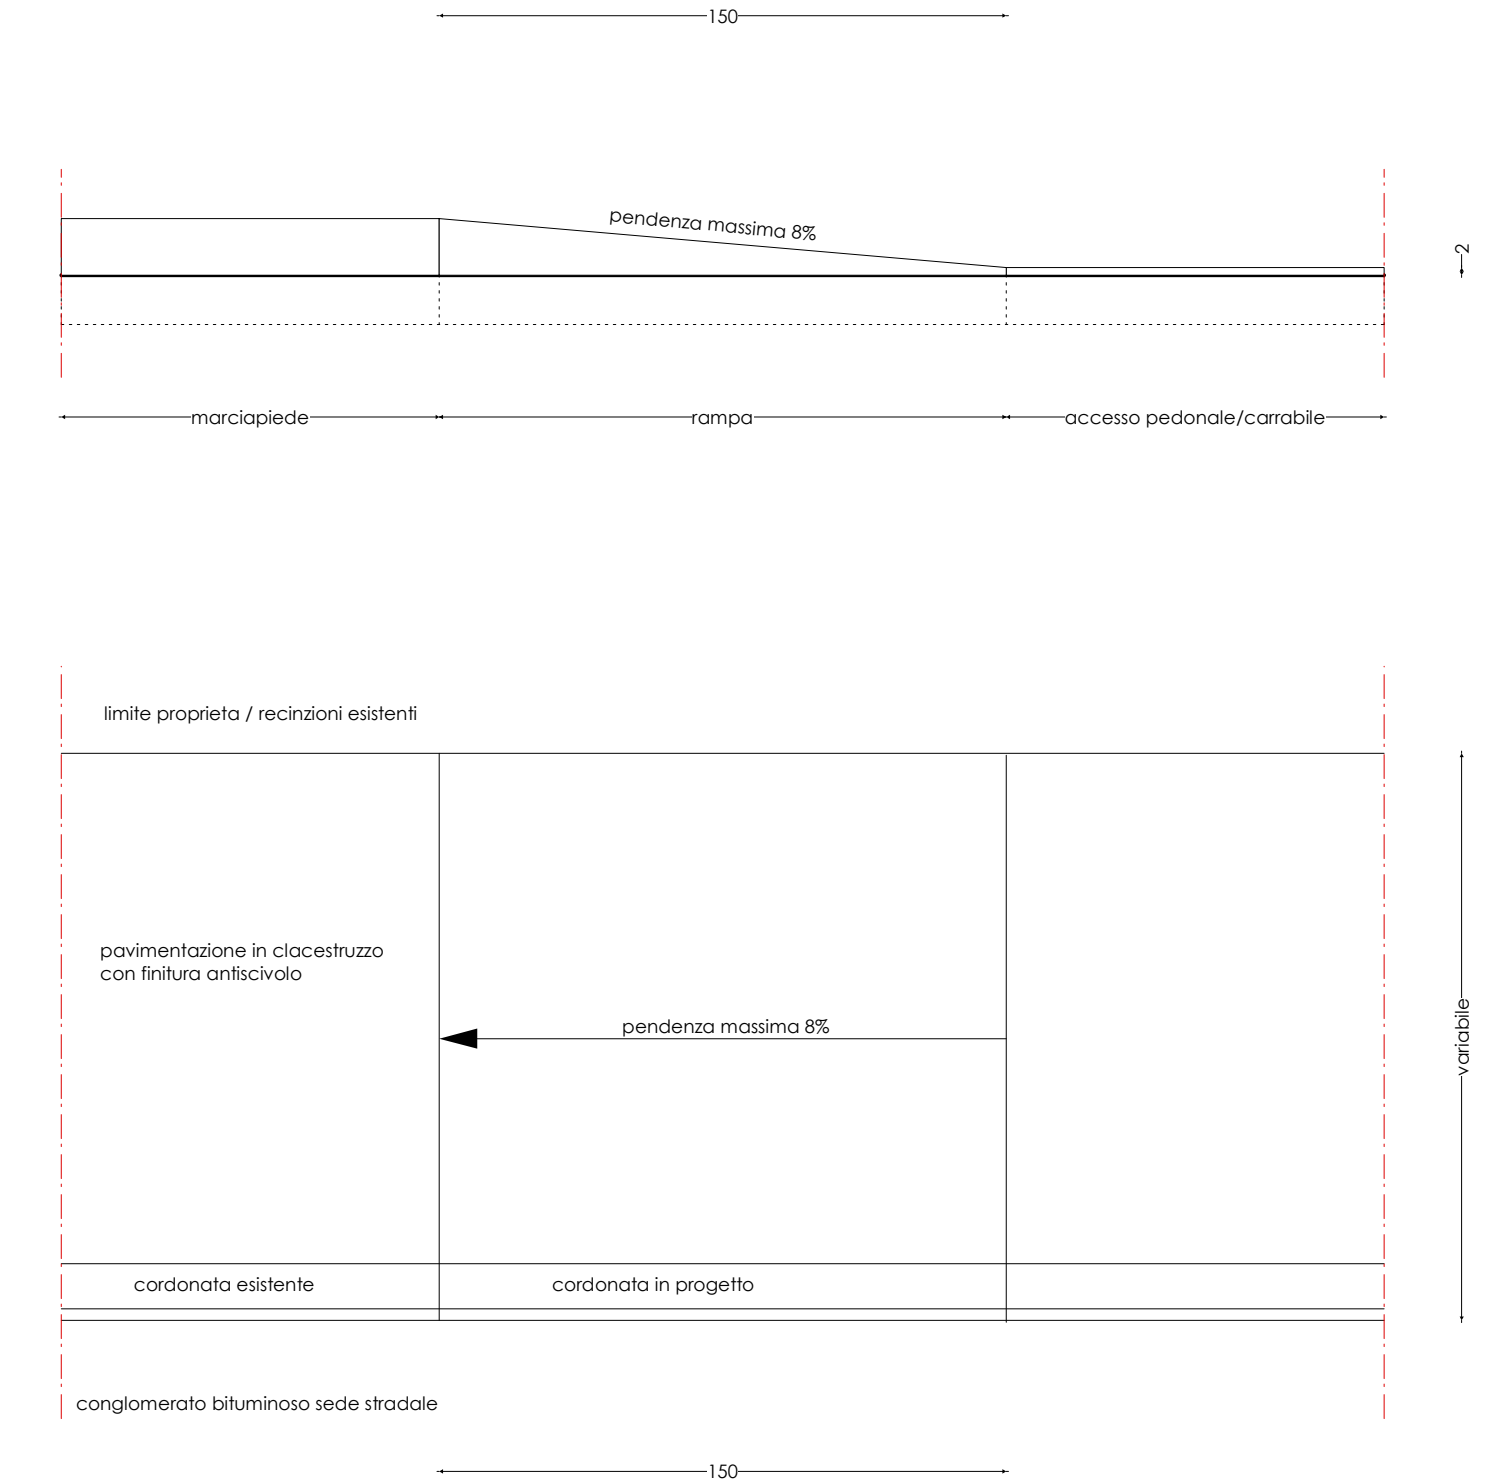 150
pendenza massima 8%
2
marciapiede
rampa
accesso pedonale/carrabile
limite proprieta / recinzioni esistenti
pavimentazione in clacestruzzo
con finitura antiscivolo
pendenza massima 8%
variabile
cordonata esistente
cordonata in progetto
conglomerato bituminoso sede stradale
150